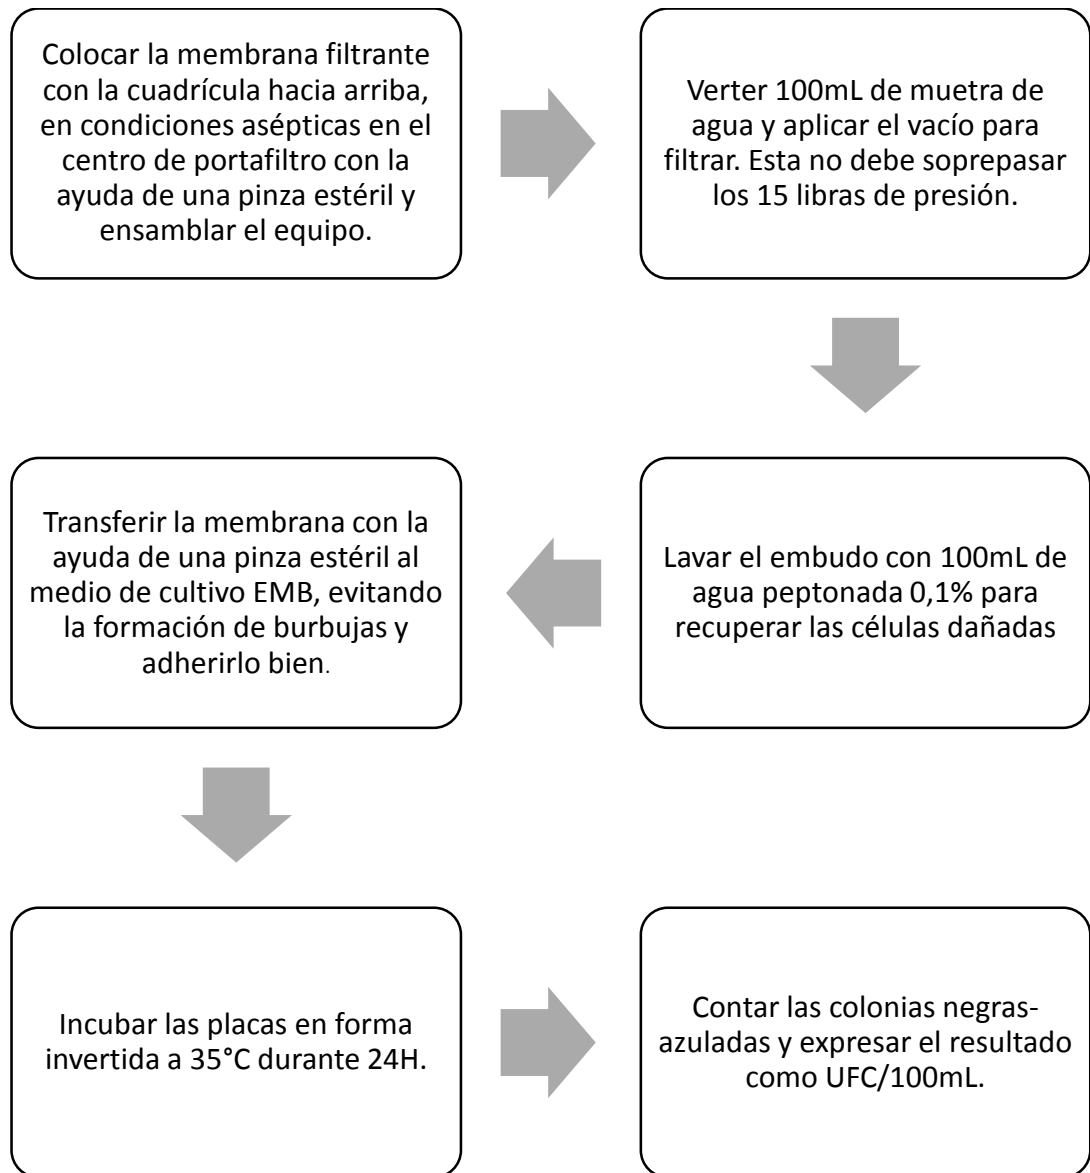 Colocar la membrana filtrante
con la cuadrícula hacia arriba,
en condiciones asépticas en el
centro de portafiltro con la
ayuda de una pinza estéril y
ensamblar el equipo.
Verter 100mL de muetra de
agua y aplicar el vacío para
filtrar. Esta no debe soprepasar
los 15 libras de presión.
Lavar el embudo con 100mL de
agua peptonada 0,1% para
recuperar las células dañadas
Transferir la membrana con la
ayuda de una pinza estéril al
medio de cultivo EMB, evitando
la formación de burbujas y
adherirlo bien.
Incubar las placas en forma
invertida a 35°C durante 24H.
Contar las colonias negras-
azuladas y expresar el resultado
como UFC/100mL.